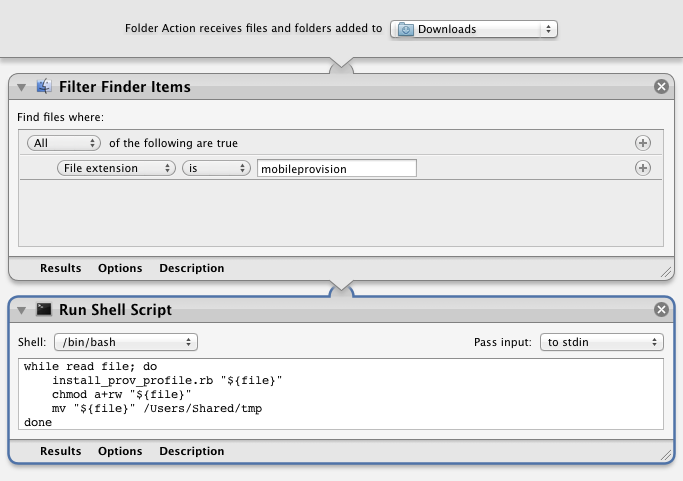 Folder Action receives files and folders added to Downloads
Filter Finder Items
Find files where:
All of the following are true
File extension is mobileprovision
Results Options Description
Run Shell Script
Shell: /bin/bash Pass input: to stdin
while read file; do
    install_prov_profile.rb "${file}"
    chmod a+rw "${file}"
    mv "${file}" /Users/Shared/tmp
done
Results Options Description